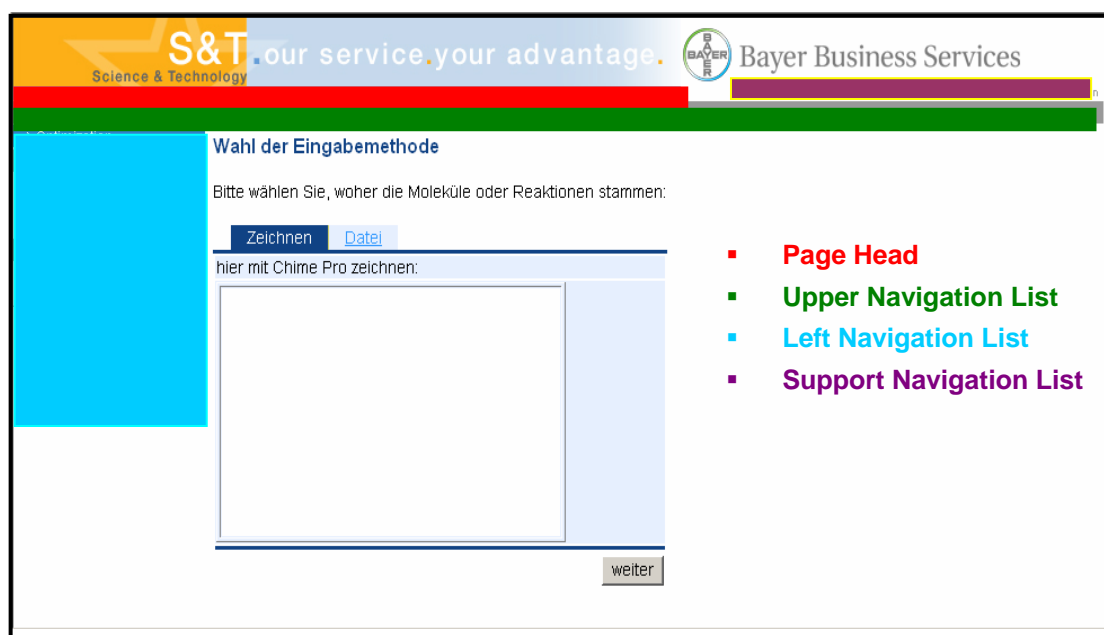 S&T.our service.your advantage.
Science & Technology
BAYER
BAYER
Bayer Business Services
n
Wahl der Eingabemethode
Bitte wählen Sie, woher die Moleküle oder Reaktionen stammen:
Zeichnen Datei
hier mit Chime Pro zeichnen:
▪ Page Head
▪ Upper Navigation List
▪ Left Navigation List
▪ Support Navigation List
weiter